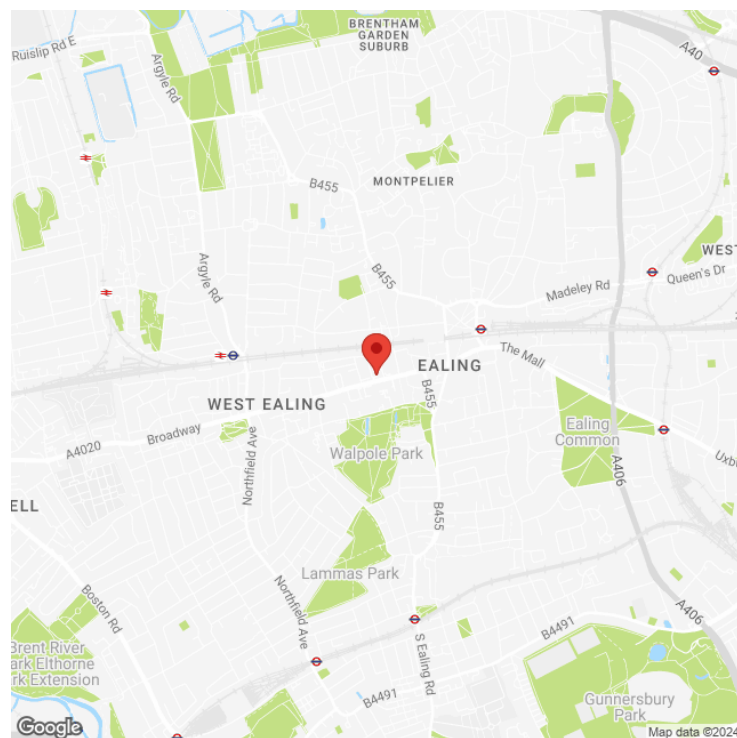 BRENTHAM
GARDEN
SUBURB
Ruislip Rd E
Argyle Rd
A40
B455
MONTPELIER
WEST
Argyle Rd
B455
Queen's Dr
Madeley Rd
The Mall
EALING
B455
WEST EALING
Broadway
A4020
Northfield Ave
Walpole Park
Ealing
Common
Uxb
A406
ELL
B455
Lammas Park
Boston Rd
Northfield Ave
A406
B4491
S Ealing Rd
Brent River
ark Elthorne
rk Extension
B4491
Gunnersbury
Park
Google
Map data ©2024